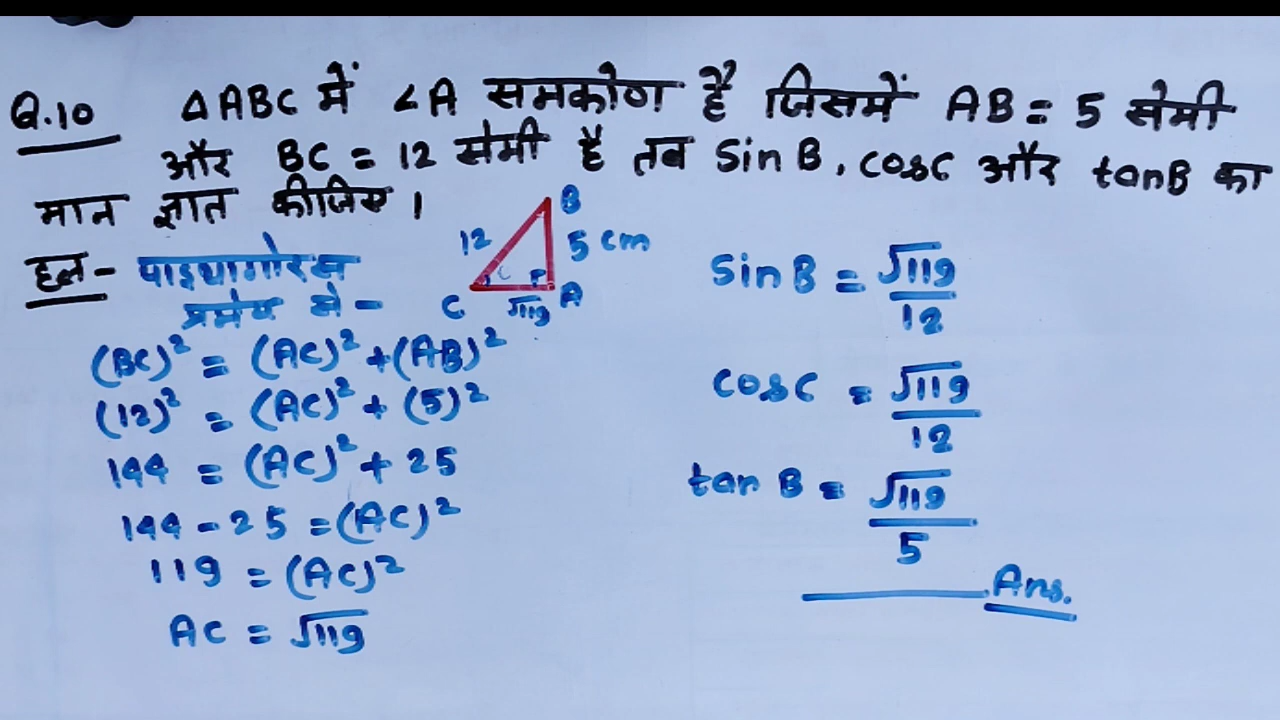 Q.10 △ABC में ∠A समकोण है जिसमें AB = 5 सेमी
और BC = 12 सेमी है तब Sin B, cosC और tanB का
मान ज्ञात कीजिए ।
हल - पाइथागोरस
प्रमेय से -
B
12
5 cm
C
√119
A
(BC)² = (AC)² + (AB)²
(12)² = (AC)² + (5)²
144 = (AC)² + 25
144 - 25 = (AC)²
119 = (AC)²
AC = √119
Sin B = √119/12
cosC = √119/12
tan B = √119/5
Ans.